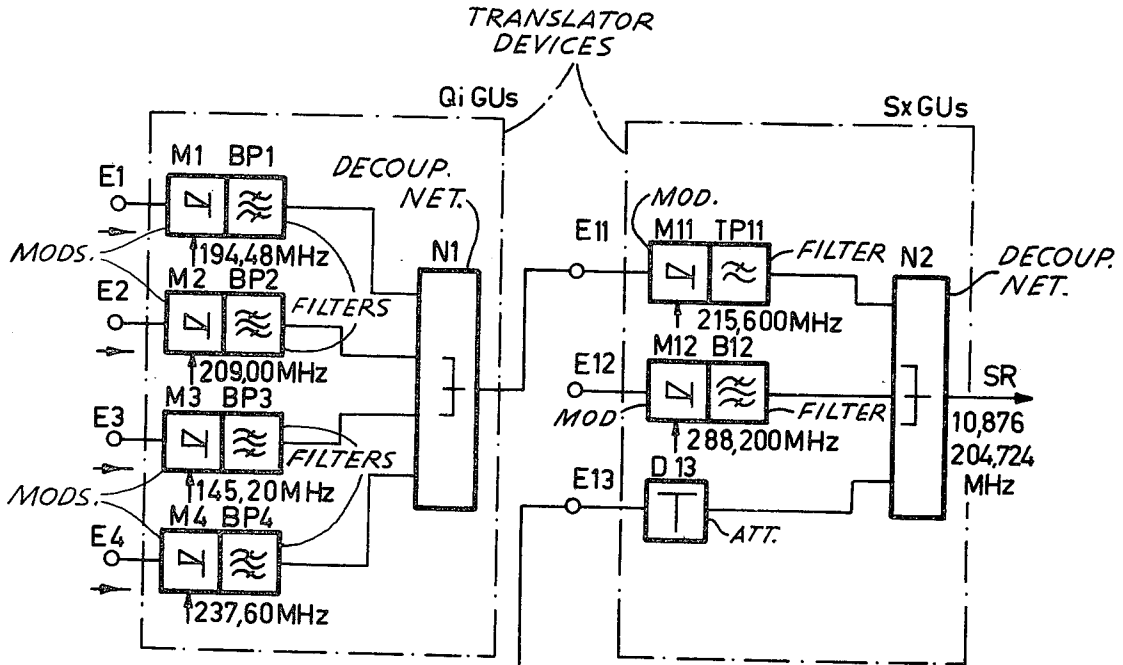 TRANSLATOR
DEVICES
Qi GUs
SxGUs
M1 BP1
DECOUP.
NET.
E1
MODS.
194,48MHz
N1
M2 BP2
E2
FILTERS
209,00MHz
M3 BP3
E3
FILTERS
145,20MHz
MODS.
M4 BP4
E4
237,60MHz
MOD.
E11
M11 TP11
FILTER
N2
DECOUP.
NET.
215,600MHz
M12 B12
E12
MOD
FILTER
288,200MHz
SR
10,876
204,724
MHz
E13
D13
ATT.